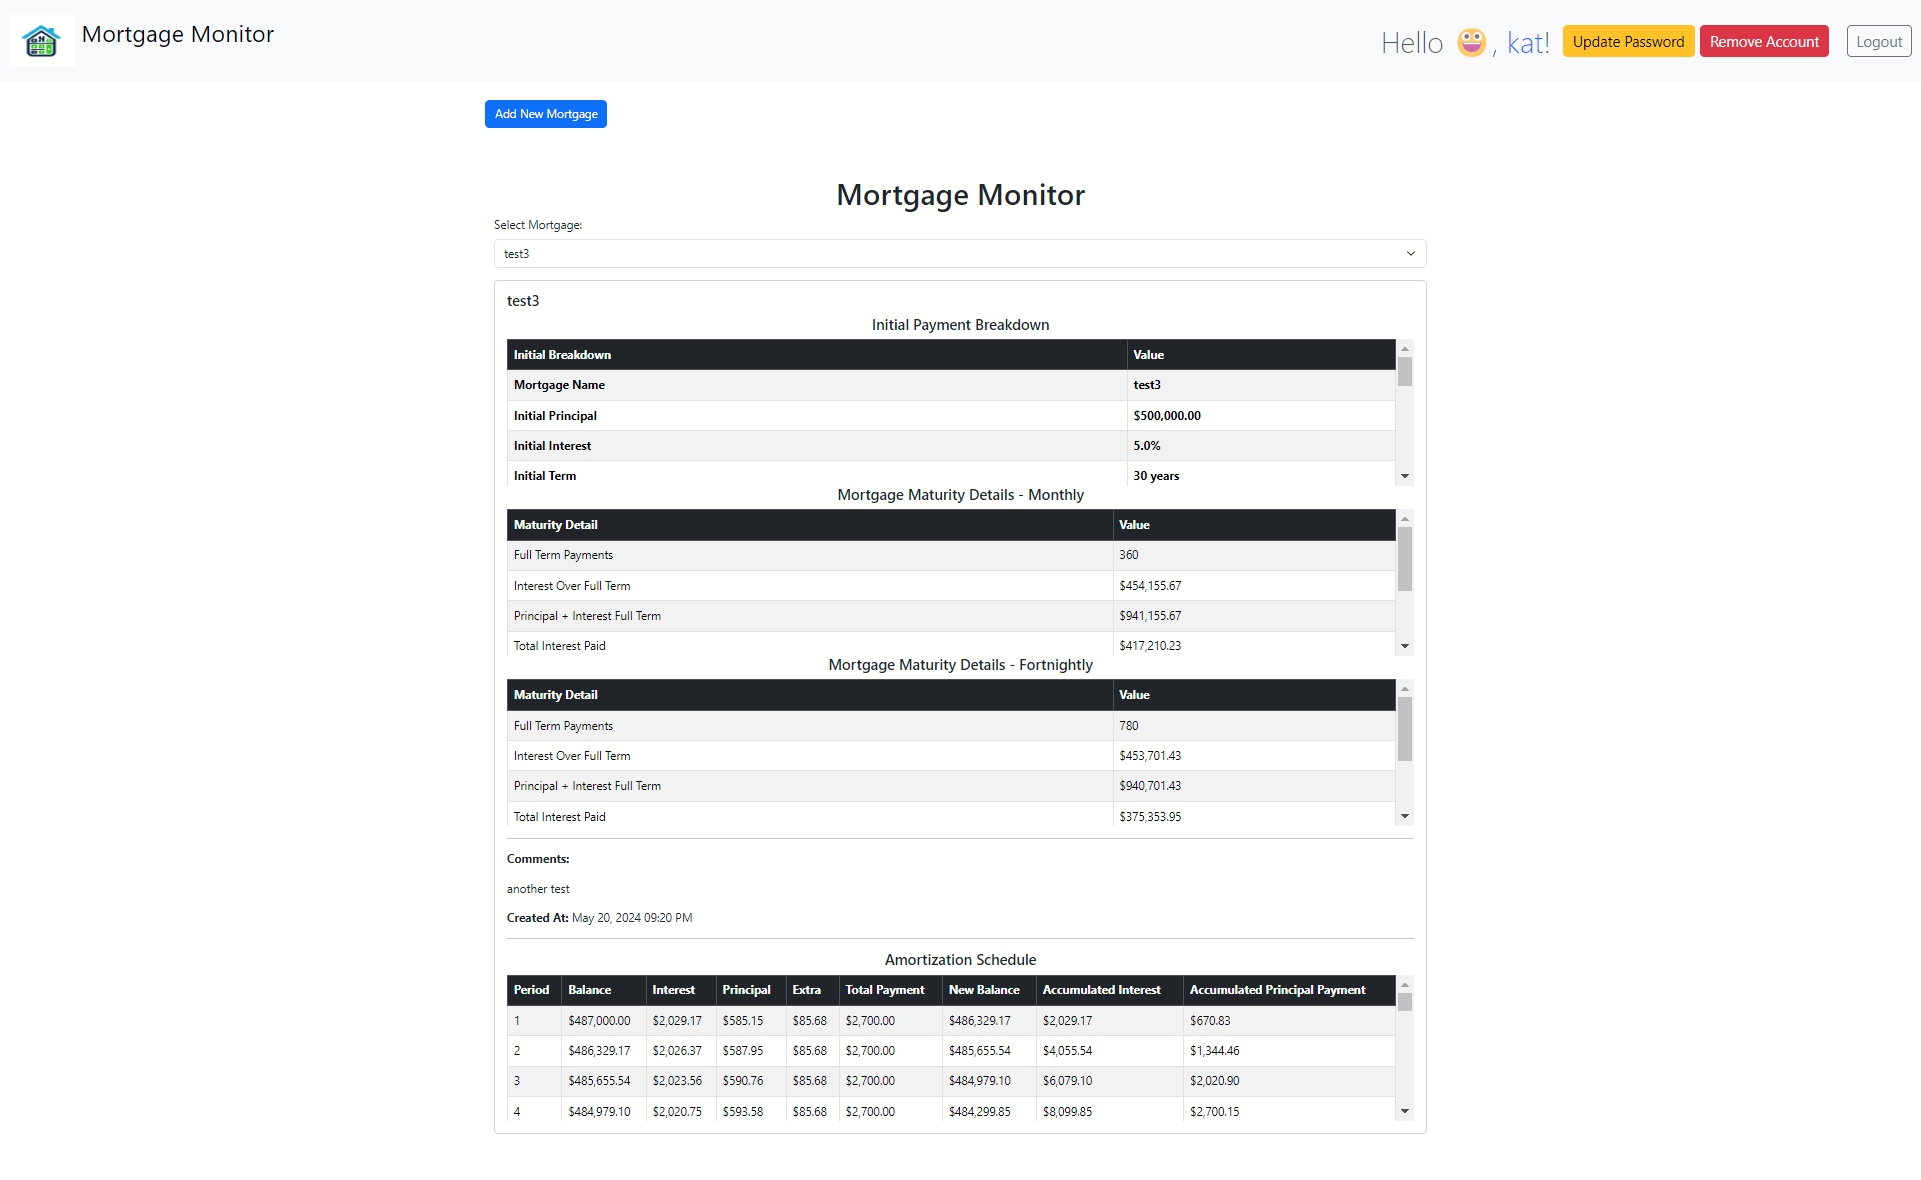 Mortgage Monitor
Hello 😀, kat! Update Password Remove Account Logout
Add New Mortgage
Mortgage Monitor
Select Mortgage:
test3
test3
Initial Payment Breakdown
Initial Breakdown Value
Mortgage Name test3
Initial Principal $500,000.00
Initial Interest 5.0%
Initial Term 30 years
Mortgage Maturity Details - Monthly
Maturity Detail Value
Full Term Payments 360
Interest Over Full Term $454,155.67
Principal + Interest Full Term $941,155.67
Total Interest Paid $417,210.23
Mortgage Maturity Details - Fortnightly
Maturity Detail Value
Full Term Payments 780
Interest Over Full Term $453,701.43
Principal + Interest Full Term $940,701.43
Total Interest Paid $375,353.95
Comments:
another test
Created At: May 20, 2024 09:20 PM
Amortization Schedule
Period Balance Interest Principal Extra Total Payment New Balance Accumulated Interest Accumulated Principal Payment
1 $487,000.00 $2,029.17 $585.15 $85.68 $2,700.00 $486,329.17 $2,029.17 $670.83
2 $486,329.17 $2,026.37 $587.95 $85.68 $2,700.00 $485,655.54 $4,055.54 $1,344.46
3 $485,655.54 $2,023.56 $590.76 $85.68 $2,700.00 $484,979.10 $6,079.10 $2,020.90
4 $484,979.10 $2,020.75 $593.58 $85.68 $2,700.00 $484,299.85 $8,099.85 $2,700.15